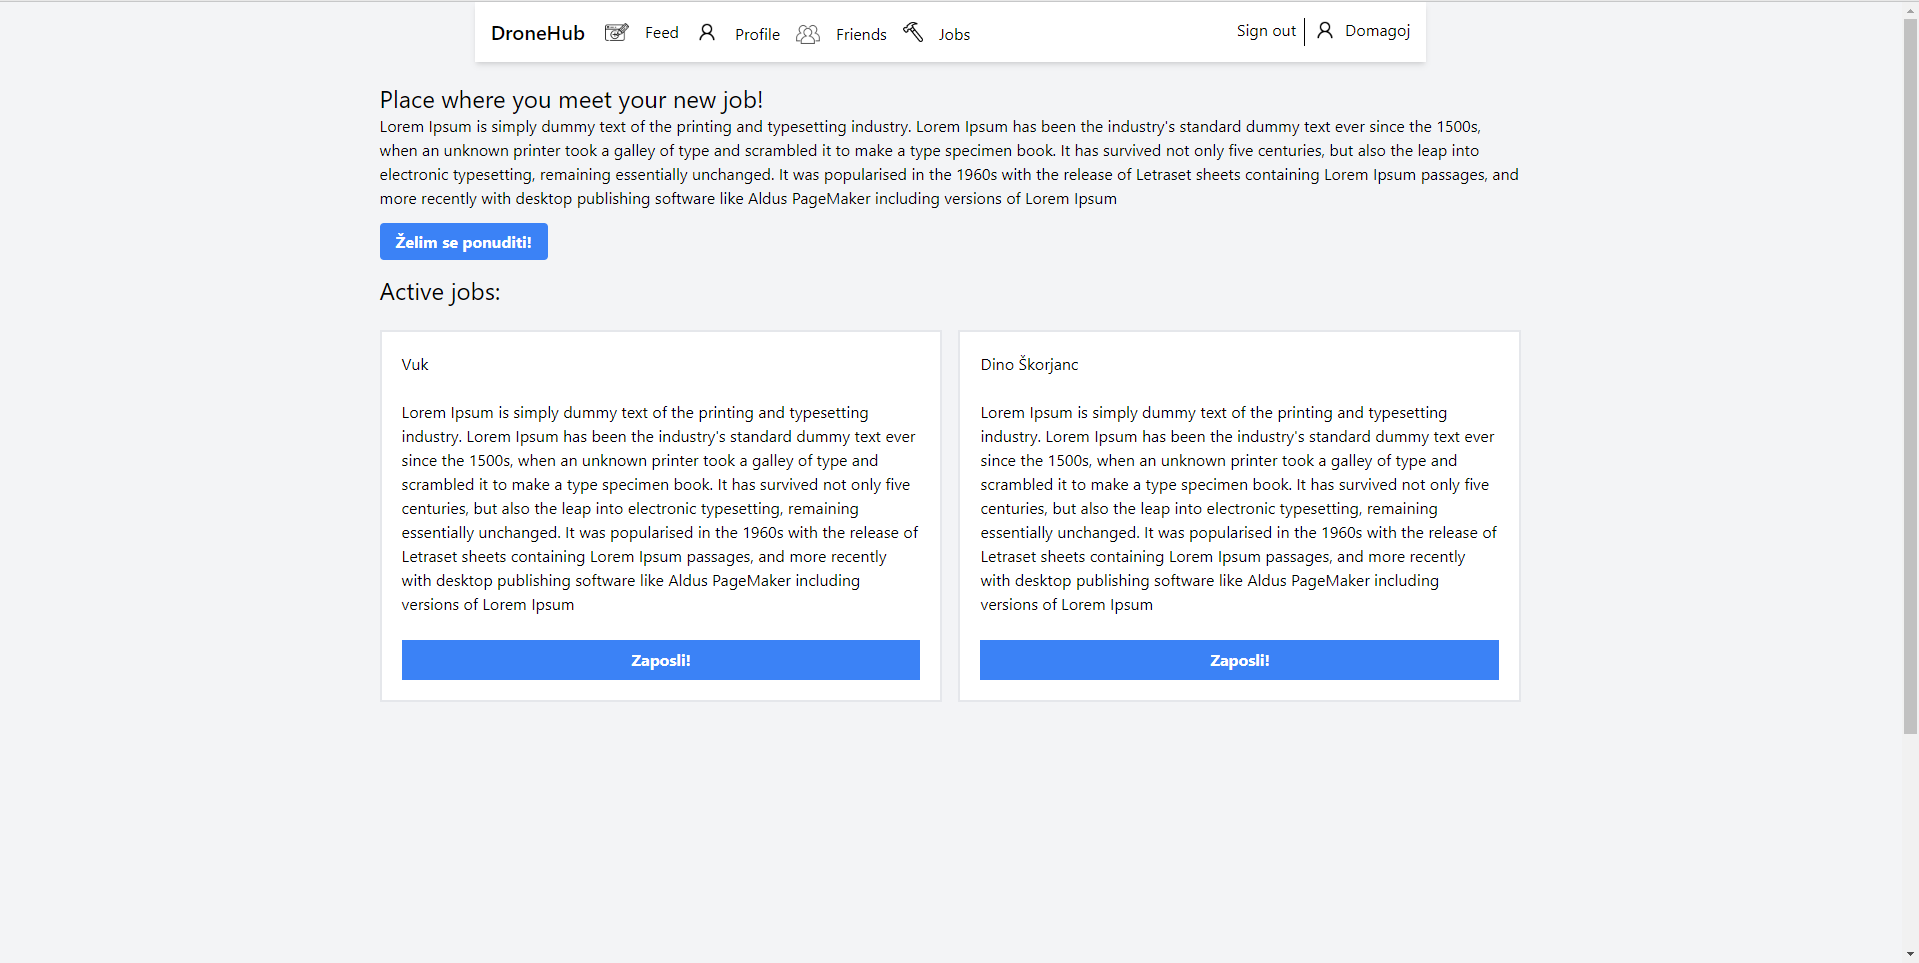 DroneHub Feed Profile Friends Jobs Sign out Domagoj
Place where you meet your new job!
Lorem Ipsum is simply dummy text of the printing and typesetting industry. Lorem Ipsum has been the industry's standard dummy text ever since the 1500s,
when an unknown printer took a galley of type and scrambled it to make a type specimen book. It has survived not only five centuries, but also the leap into
electronic typesetting, remaining essentially unchanged. It was popularised in the 1960s with the release of Letraset sheets containing Lorem Ipsum passages, and
more recently with desktop publishing software like Aldus PageMaker including versions of Lorem Ipsum
Želim se ponuditi!
Active jobs:
Vuk
Lorem Ipsum is simply dummy text of the printing and typesetting
industry. Lorem Ipsum has been the industry's standard dummy text ever
since the 1500s, when an unknown printer took a galley of type and
scrambled it to make a type specimen book. It has survived not only five
centuries, but also the leap into electronic typesetting, remaining
essentially unchanged. It was popularised in the 1960s with the release of
Letraset sheets containing Lorem Ipsum passages, and more recently
with desktop publishing software like Aldus PageMaker including
versions of Lorem Ipsum
Zaposli!
Dino Škorjanc
Lorem Ipsum is simply dummy text of the printing and typesetting
industry. Lorem Ipsum has been the industry's standard dummy text ever
since the 1500s, when an unknown printer took a galley of type and
scrambled it to make a type specimen book. It has survived not only five
centuries, but also the leap into electronic typesetting, remaining
essentially unchanged. It was popularised in the 1960s with the release of
Letraset sheets containing Lorem Ipsum passages, and more recently
with desktop publishing software like Aldus PageMaker including
versions of Lorem Ipsum
Zaposli!